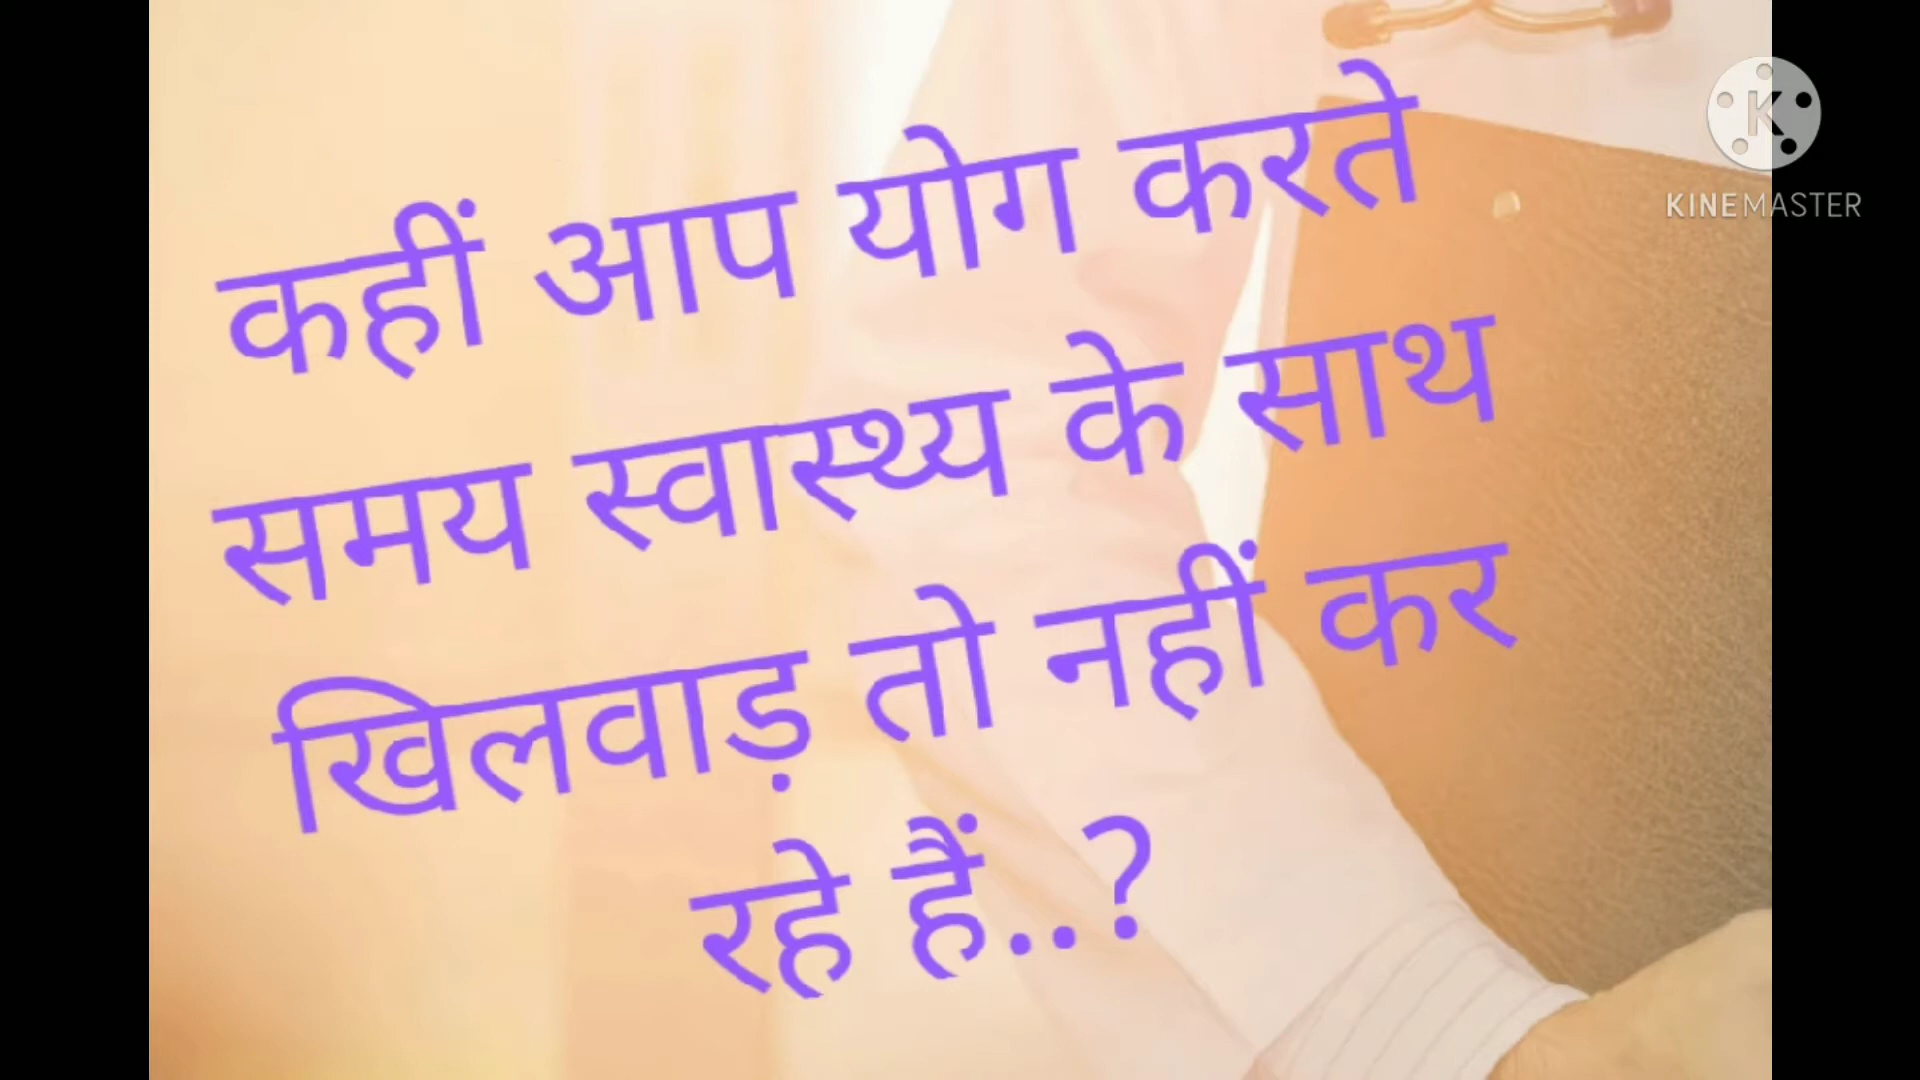 कहीं आप योग करते
समय स्वास्थ्य के साथ
खिलवाड़ तो नहीं कर
रहे हैं..?
K
KINEMASTER